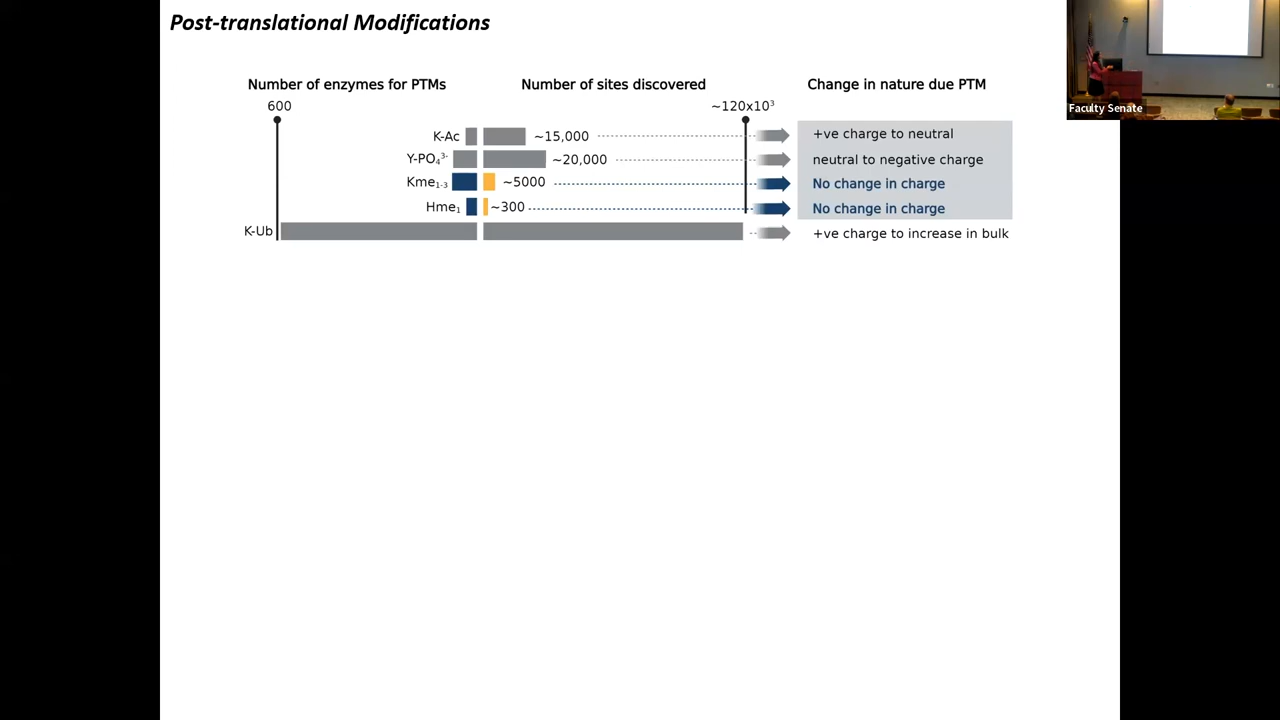 Post-translational Modifications
Faculty Senate
Number of enzymes for PTMs Number of sites discovered Change in nature due PTM
600 ~120x10³
K-Ac ~15,000 +ve charge to neutral
Y-PO₄³⁻ ~20,000 neutral to negative charge
Kme₁₋₃ ~5000 No change in charge
Hme₁ ~300 No change in charge
K-Ub +ve charge to increase in bulk